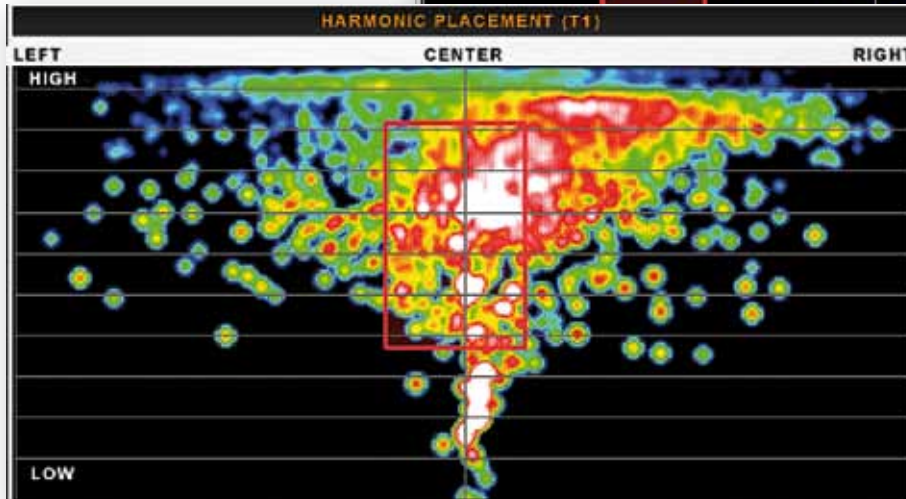 HARMONIC PLACEMENT (T1)
LEFT CENTER RIGHT
HIGH
LOW